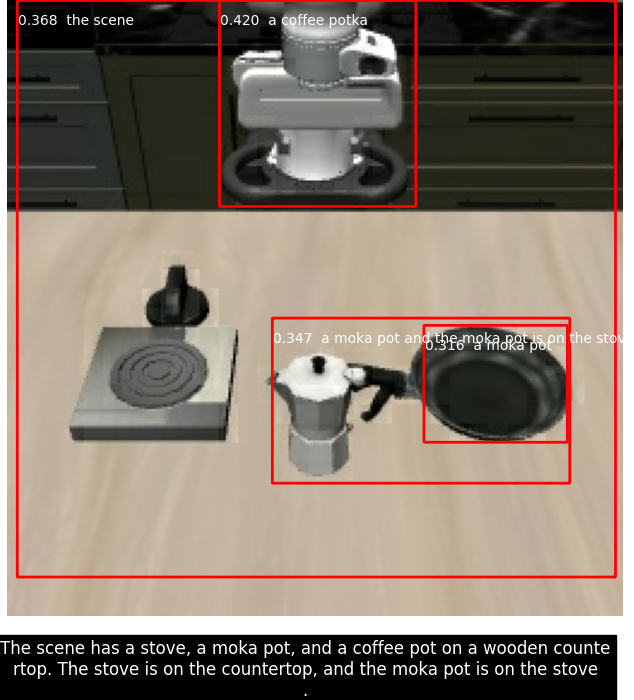 0.368  the scene
0.420  a coffee potka
0.347  a moka pot and the moka pot is on the stov
0.316  a moka pot
The scene has a stove, a moka pot, and a coffee pot on a wooden counte
rtop. The stove is on the countertop, and the moka pot is on the stove
.